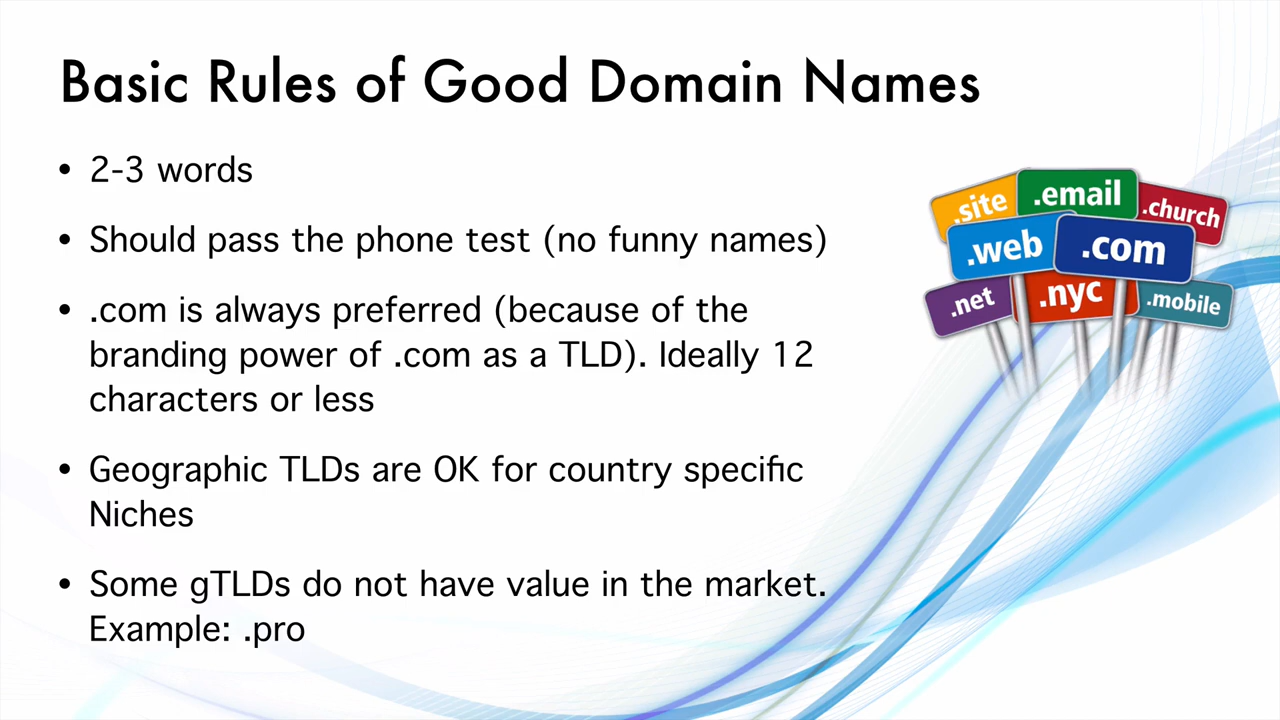 Basic Rules of Good Domain Names
• 2-3 words
• Should pass the phone test (no funny names)
• .com is always preferred (because of the
branding power of .com as a TLD). Ideally 12
characters or less
• Geographic TLDs are OK for country specific
Niches
• Some gTLDs do not have value in the market.
Example: .pro
.site .email .church
.web .com
.net .nyc .mobile